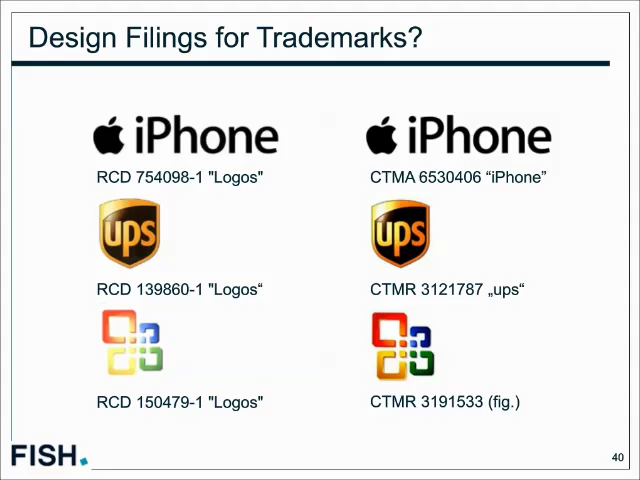 Design Filings for Trademarks?
iPhone iPhone
RCD 754098-1 "Logos" CTMA 6530406 “iPhone”
ups ups
RCD 139860-1 "Logos“ CTMR 3121787 „ups“
RCD 150479-1 "Logos" CTMR 3191533 (fig.)
FISH. 40